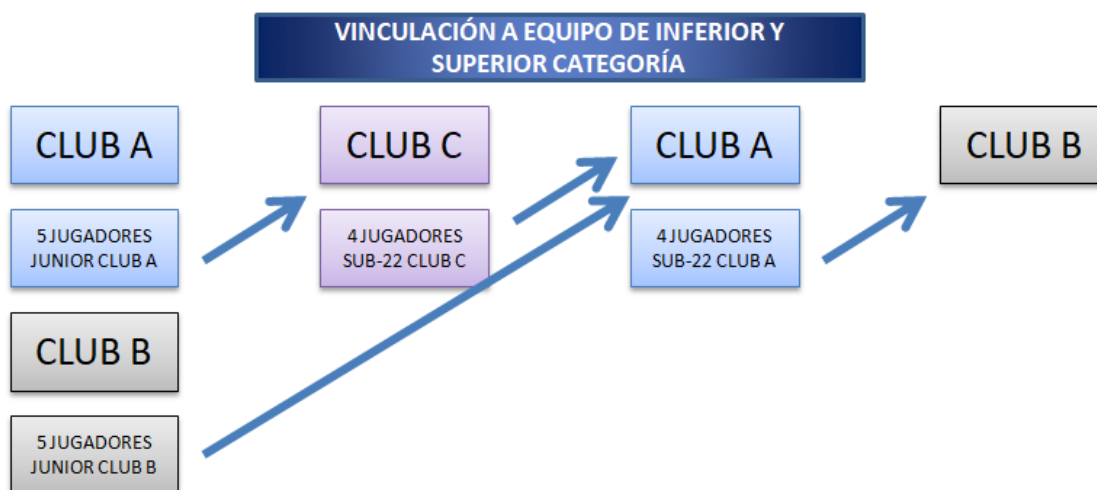 VINCULACIÓN A EQUIPO DE INFERIOR Y
SUPERIOR CATEGORÍA
CLUB A
CLUB C
CLUB A
CLUB B
5 JUGADORES
JUNIOR CLUB A
4 JUGADORES
SUB-22 CLUB C
4 JUGADORES
SUB-22 CLUB A
CLUB B
5 JUGADORES
JUNIOR CLUB B